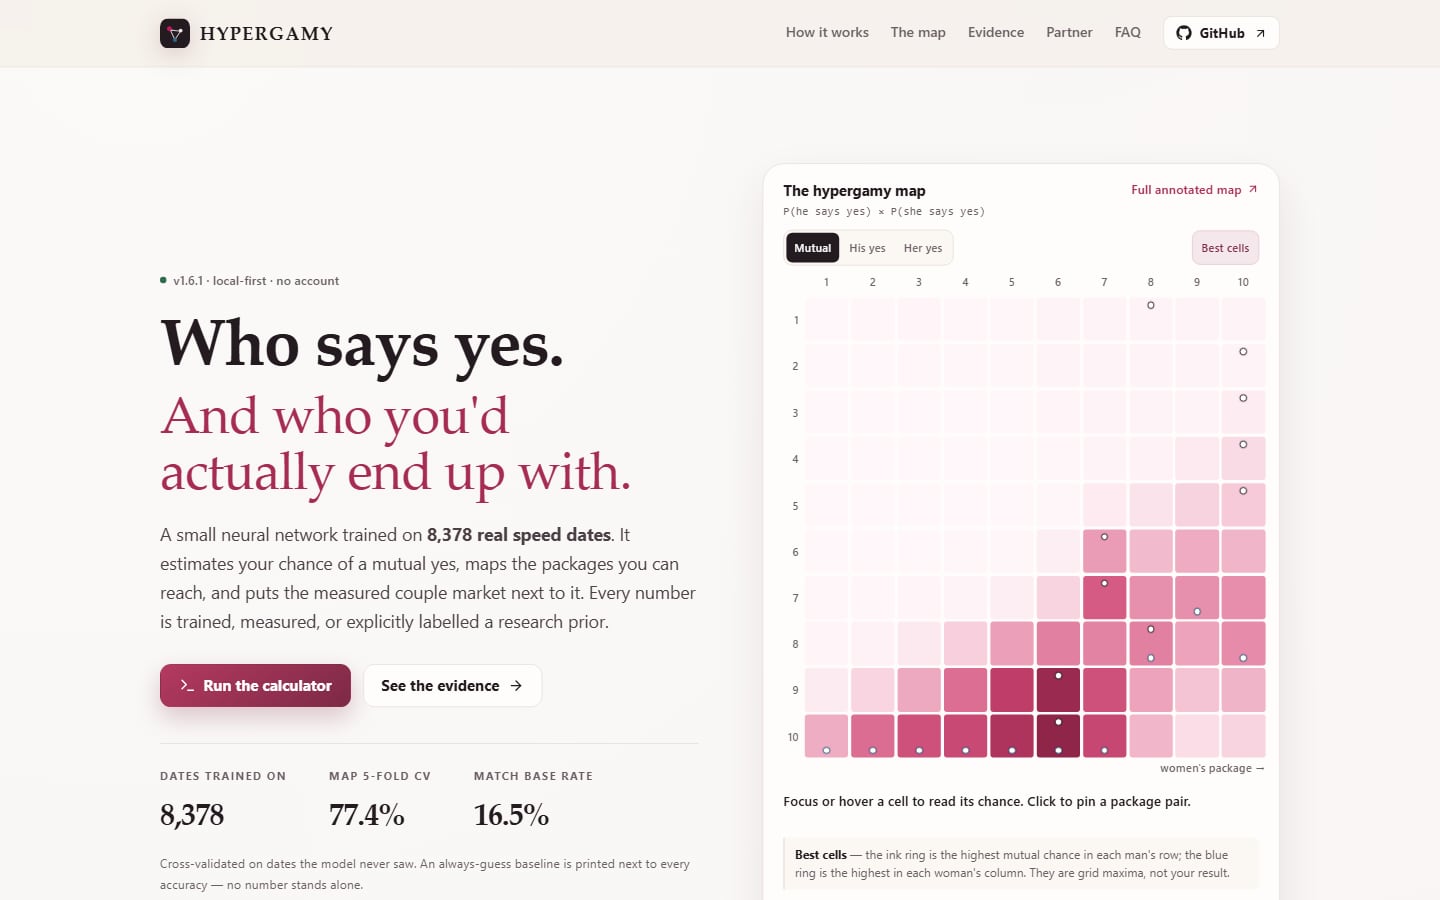 HYPERGAMY
How it works
The map
Evidence
Partner
FAQ
GitHub
v1.6.1 · local-first · no account
Who says yes.
And who you'd
actually end up with.
A small neural network trained on 8,378 real speed dates. It
estimates your chance of a mutual yes, maps the packages you can
reach, and puts the measured couple market next to it. Every number
is trained, measured, or explicitly labelled a research prior.
Run the calculator
See the evidence →
DATES TRAINED ON
8,378
MAP 5-FOLD CV
77.4%
MATCH BASE RATE
16.5%
Cross-validated on dates the model never saw. An always-guess baseline is printed next to every
accuracy — no number stands alone.
The hypergamy map
Full annotated map ↗
P(he says yes) × P(she says yes)
Mutual
His yes
Her yes
Best cells
1 2 3 4 5 6 7 8 9 10
1
2
3
4
5
6
7
8
9
10
women's package →
Focus or hover a cell to read its chance. Click to pin a package pair.
Best cells — the ink ring is the highest mutual chance in each man's row; the blue
ring is the highest in each woman's column. They are grid maxima, not your result.